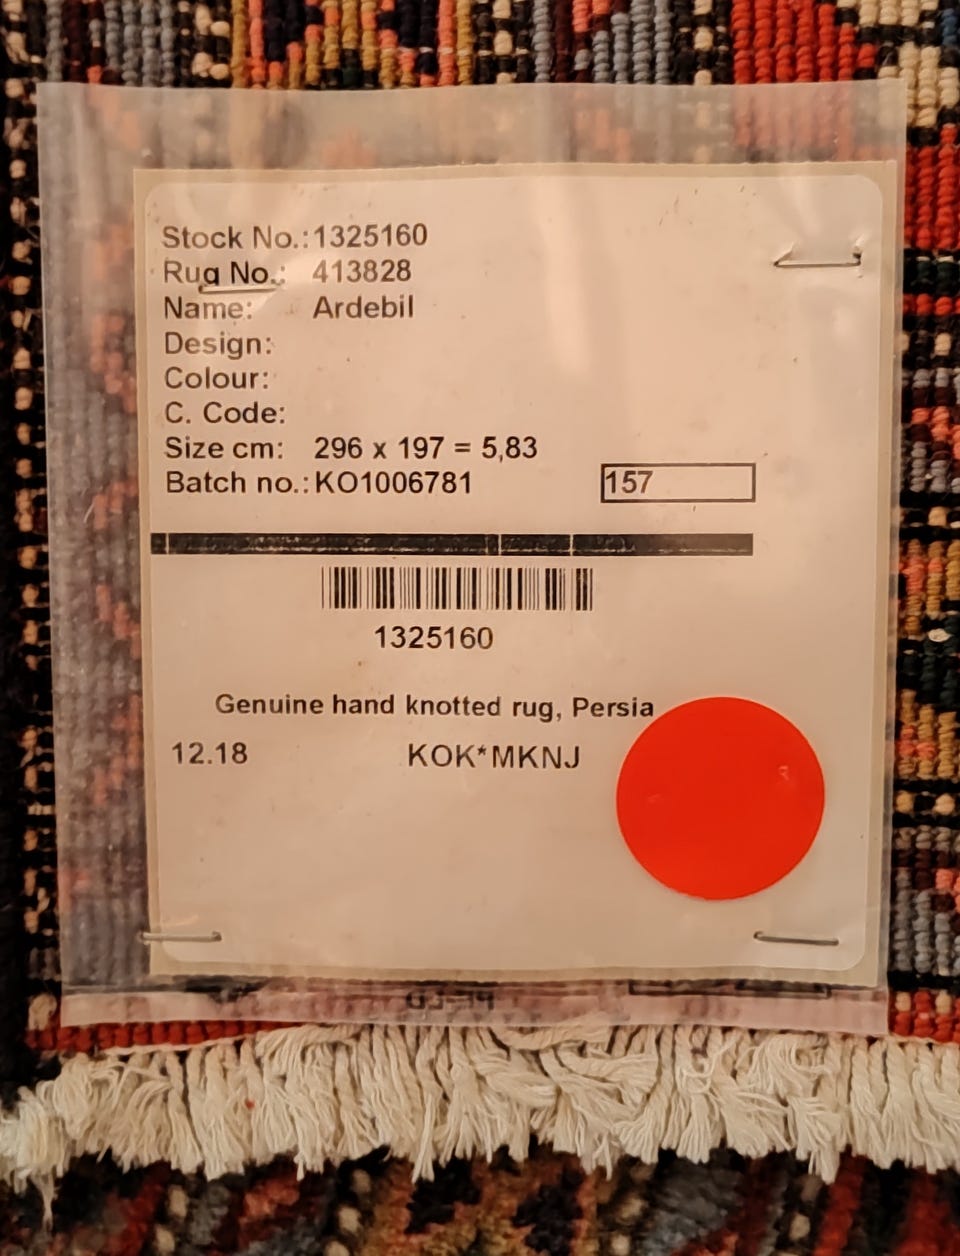 Stock No.: 1325160
Rug No.: 413828
Name: Ardebil
Design:
Colour:
C. Code:
Size cm: 296 x 197 = 5,83
Batch no.: KO1006781 157
1325160
Genuine hand knotted rug, Persia
12.18 KOK*MKNJ